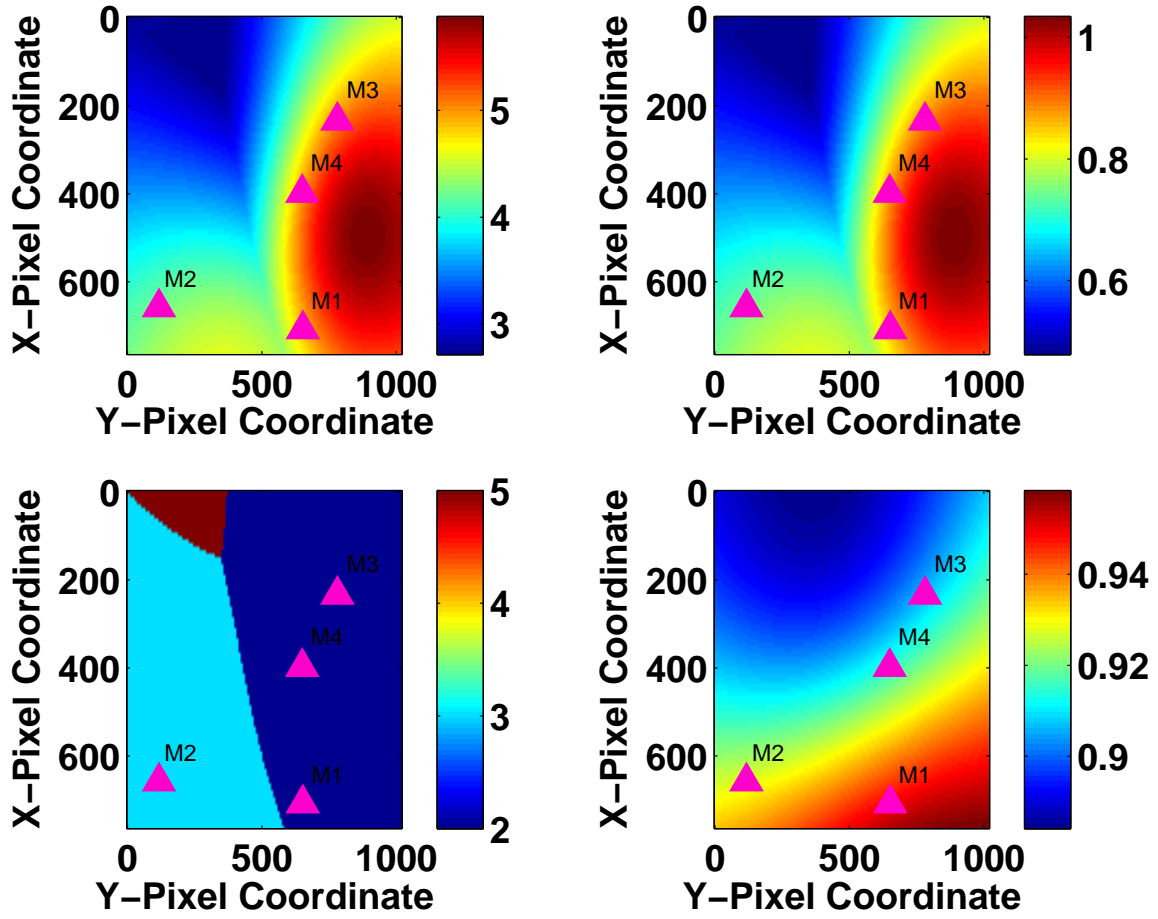 0
200
400
600
X-Pixel Coordinate
0
500
1000
Y-Pixel Coordinate
M3
M4
M2
M1
5
4
3
0
200
400
600
X-Pixel Coordinate
0
500
1000
Y-Pixel Coordinate
M3
M4
M2
M1
1
0.8
0.6
0
200
400
600
X-Pixel Coordinate
0
500
1000
Y-Pixel Coordinate
M3
M4
M2
M1
5
4
3
2
0
200
400
600
X-Pixel Coordinate
0
500
1000
Y-Pixel Coordinate
M3
M4
M2
M1
0.94
0.92
0.9